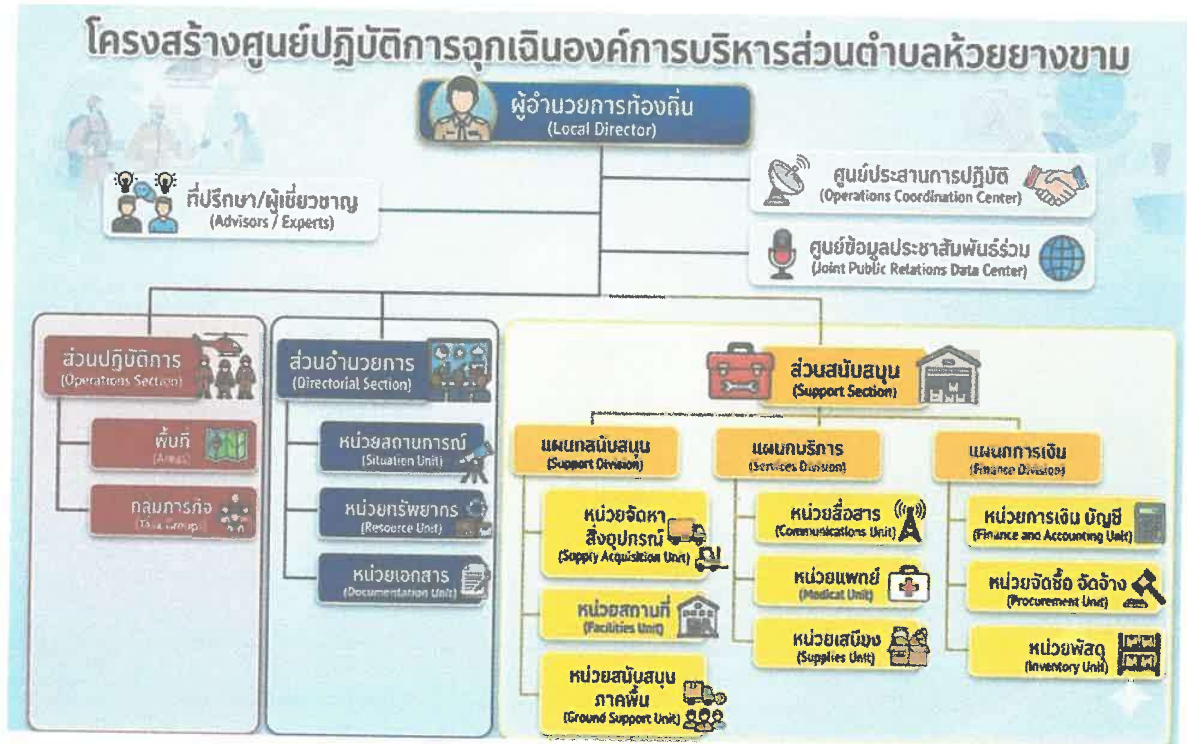 โครงสร้างศูนย์ปฏิบัติการฉุกเฉินองค์การบริหารส่วนตำบลห้วยยางขาม
ผู้อำนวยการท้องถิ่น
(Local Director)
ที่ปรึกษา/ผู้เชี่ยวชาญ
(Advisors / Experts)
ศูนย์ประสานการปฏิบัติ
(Operations Coordination Center)
ศูนย์ข้อมูลประชาสัมพันธ์ร่วม
(Joint Public Relations Data Center)
ส่วนปฏิบัติการ
(Operations Section)
พื้นที่
(Areas)
กลุ่มภารกิจ
(Task Group)
ส่วนอำนวยการ
(Directorial Section)
หน่วยสถานการณ์
(Situation Unit)
หน่วยทรัพยากร
(Resource Unit)
หน่วยเอกสาร
(Documentation Unit)
ส่วนสนับสนุน
(Support Section)
แผนกสนับสนุน
(Support Division)
หน่วยจัดหา
สิ่งอุปกรณ์
(Supply Acquisition Unit)
หน่วยสถานที่
(Facilities Unit)
หน่วยสนับสนุน
ภาคพื้น
(Ground Support Unit)
แผนกบริการ
(Services Division)
หน่วยสื่อสาร
(Communications Unit)
หน่วยแพทย์
(Medical Unit)
หน่วยเสบียง
(Supplies Unit)
แผนกการเงิน
(Finance Division)
หน่วยการเงิน บัญชี
(Finance and Accounting Unit)
หน่วยจัดซื้อ จัดจ้าง
(Procurement Unit)
หน่วยพัสดุ
(Inventory Unit)